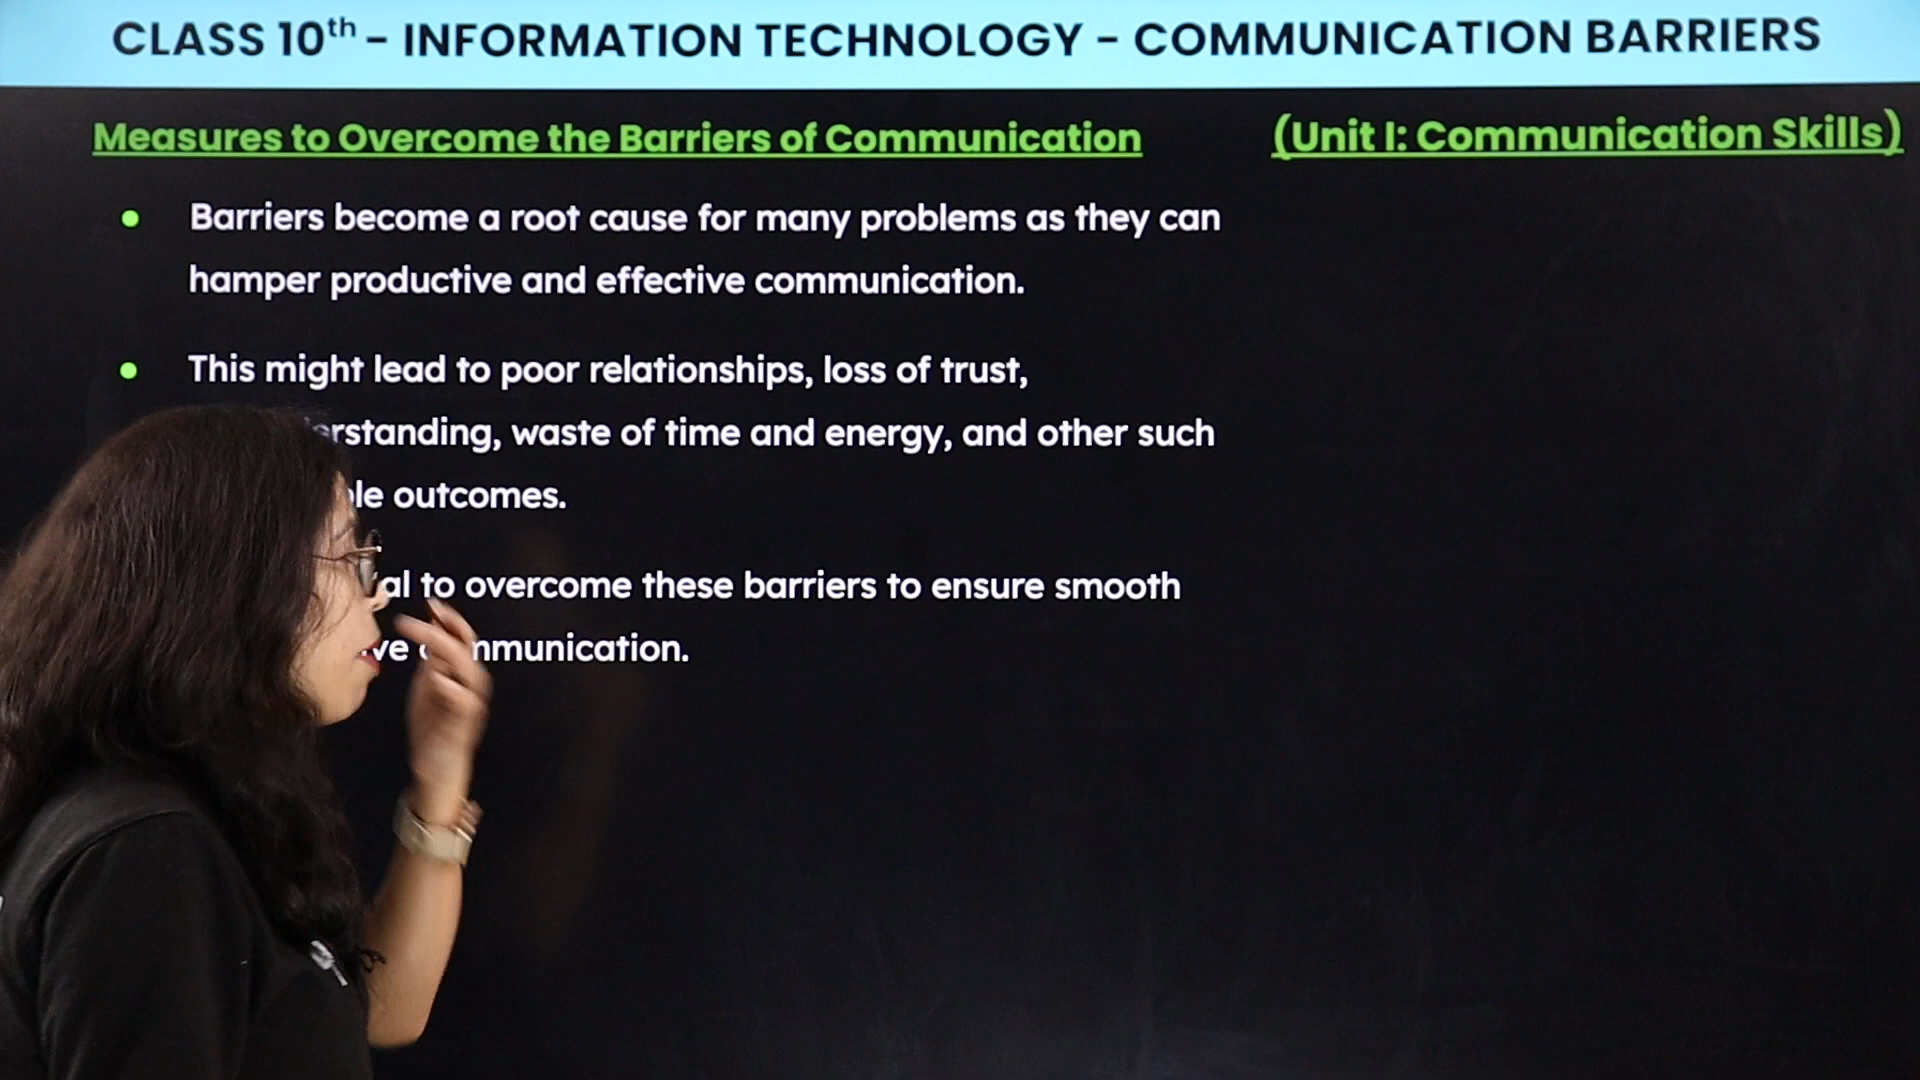 CLASS 10th - INFORMATION TECHNOLOGY - COMMUNICATION BARRIERS
Measures to Overcome the Barriers of Communication (Unit I: Communication Skills)
• Barriers become a root cause for many problems as they can
hamper productive and effective communication.
• This might lead to poor relationships, loss of trust,
waste of time and energy, and other such
outcomes.
to overcome these barriers to ensure smooth